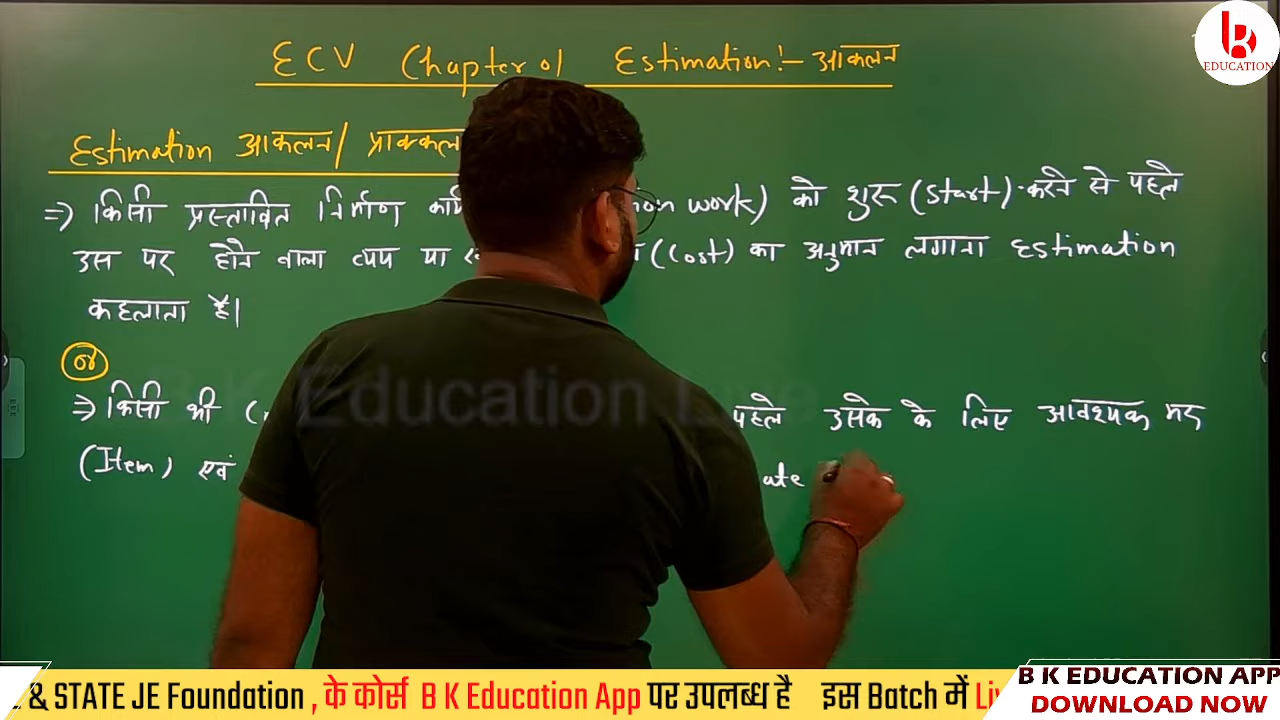 ECV Chapter 01 Estimation:- आकलन
B
EDUCATION
Estimation आकलन/ प्राक्कल
=) किसी प्रस्तावित निर्माण कार्य on work) को शुरू (start) करने से पहले
उस पर होने वाला व्यय या (Cost) का अनुमान लगाना Estimation
कहलाता है।
or
=) किसी भी ( पहले उसेक के लिए आवश्यक मद
(Item) एवं ate
B K Education Live
& STATE JE Foundation , के कोर्स B K Education App पर उपलब्ध है इस Batch में Li
B K EDUCATION APP
DOWNLOAD NOW